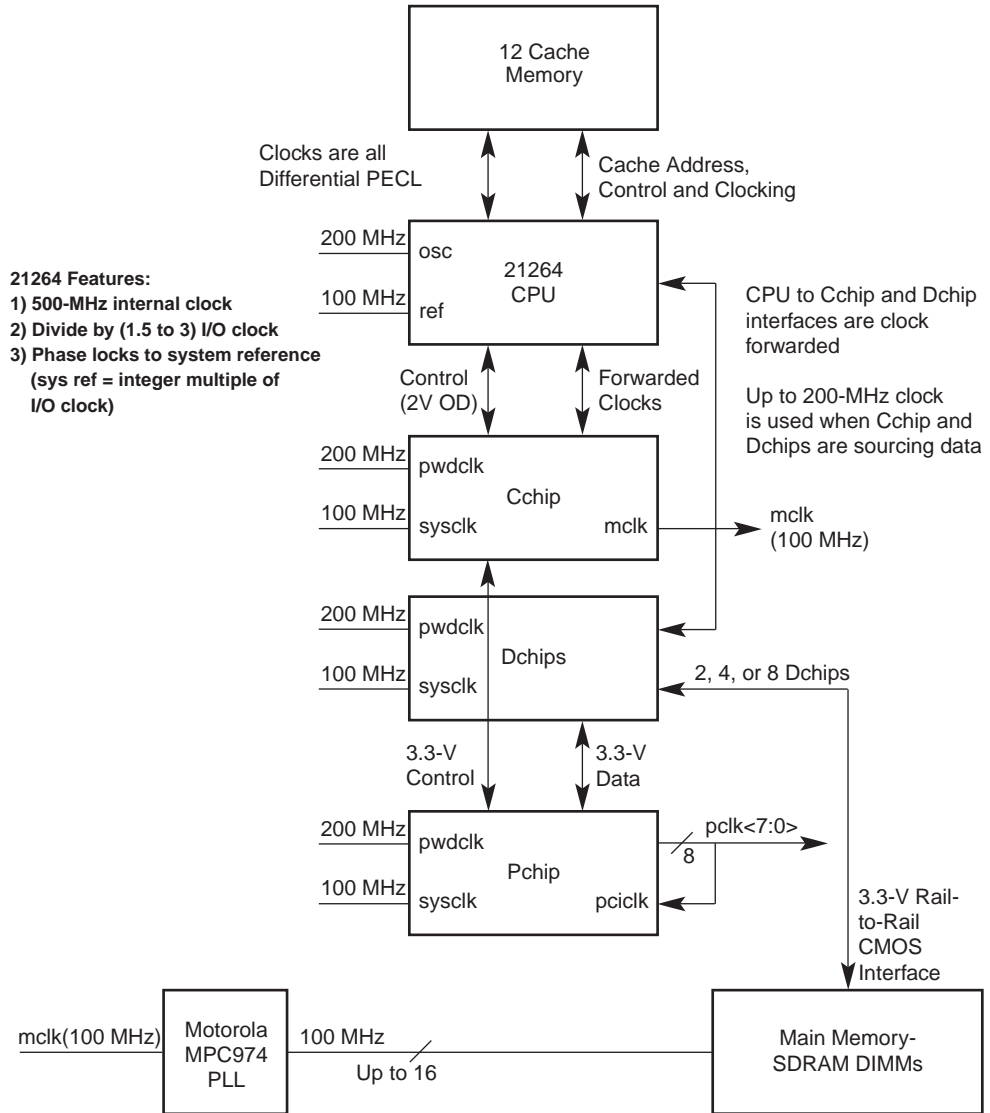 12 Cache
Memory
Clocks are all
Differential PECL
Cache Address,
Control and Clocking
200 MHz
osc
21264
CPU
100 MHz
ref
21264 Features:
1) 500-MHz internal clock
2) Divide by (1.5 to 3) I/O clock
3) Phase locks to system reference
(sys ref = integer multiple of
I/O clock)
CPU to Cchip and Dchip
interfaces are clock
forwarded
Up to 200-MHz clock
is used when Cchip and
Dchips are sourcing data
Control
(2V OD)
Forwarded
Clocks
200 MHz
pwdclk
Cchip
100 MHz
sysclk
mclk
mclk
(100 MHz)
200 MHz
pwdclk
Dchips
100 MHz
sysclk
2, 4, or 8 Dchips
3.3-V
Control
3.3-V
Data
200 MHz
pwdclk
pclk<7:0>
8
Pchip
100 MHz
sysclk
pciclk
3.3-V Rail-
to-Rail
CMOS
Interface
mclk(100 MHz)
Motorola
MPC974
PLL
100 MHz
Up to 16
Main Memory-
SDRAM DIMMs